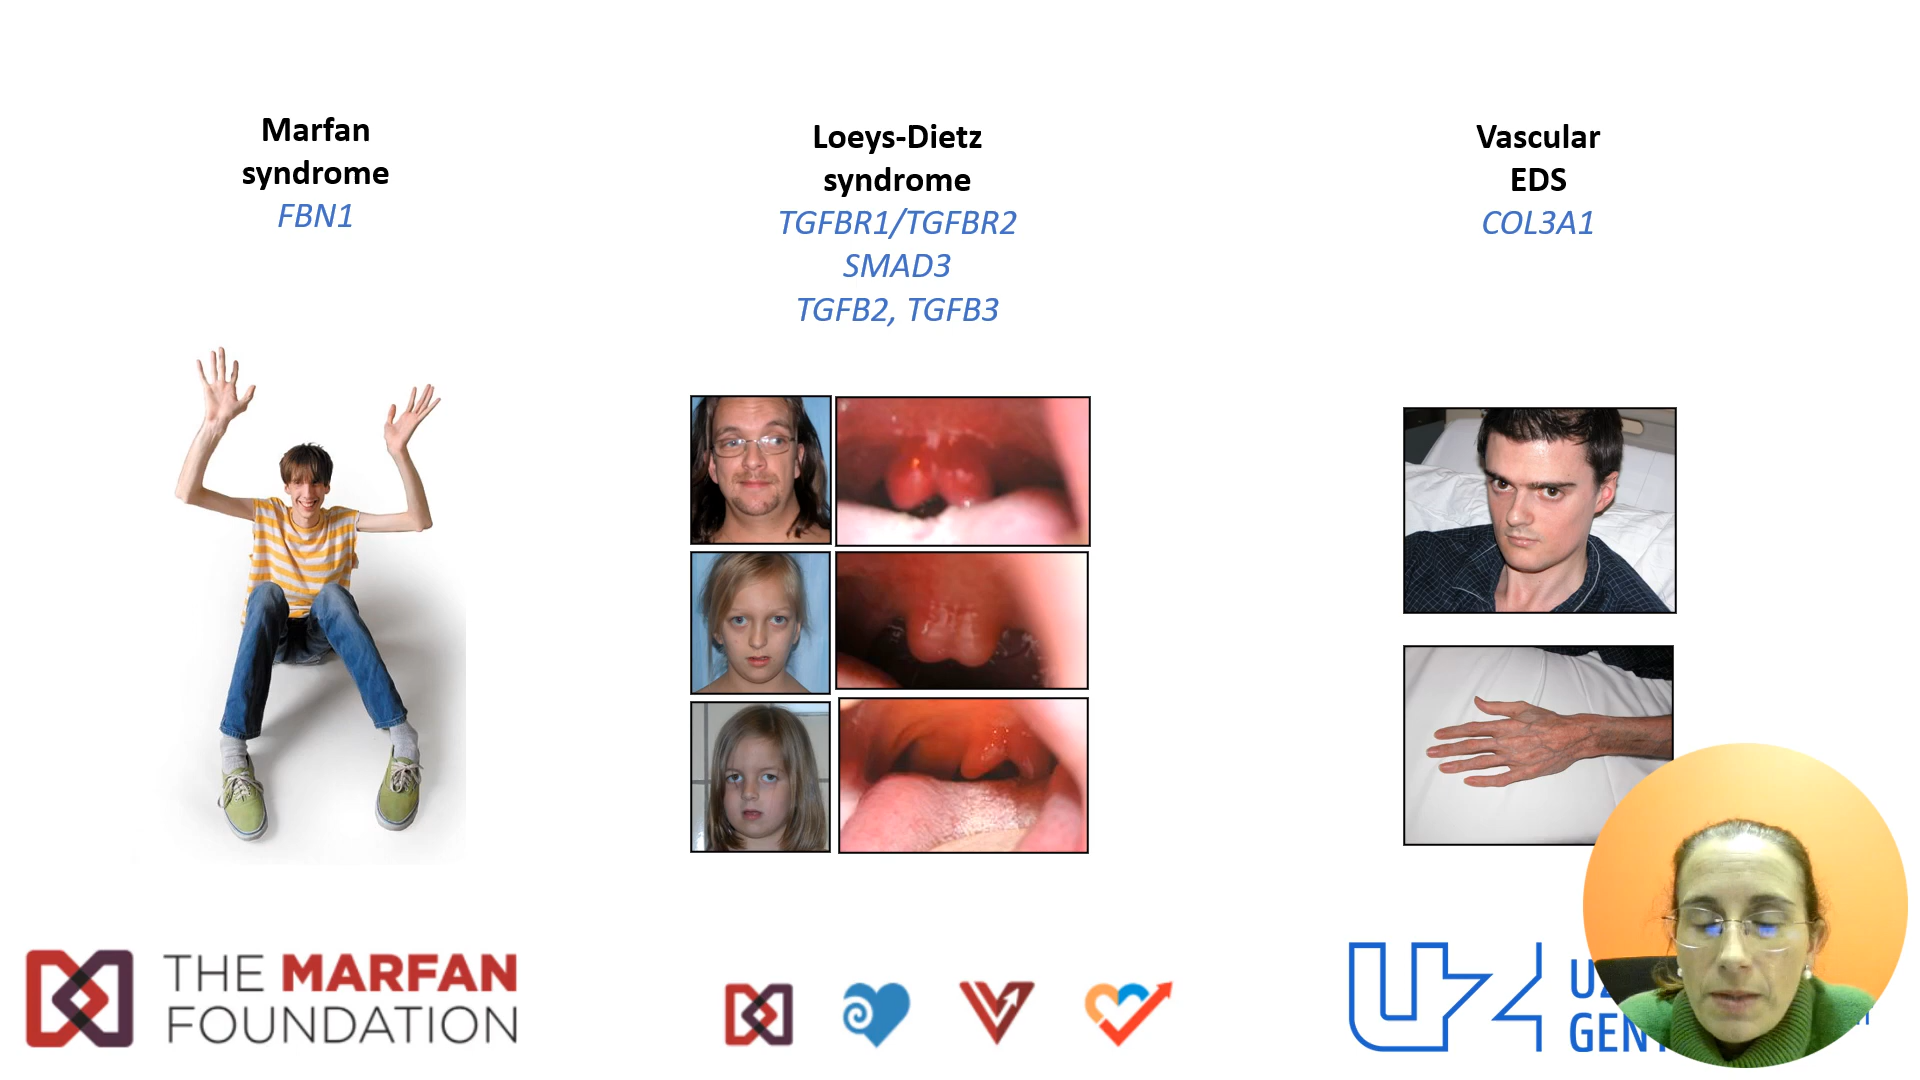 Marfan
syndrome
FBN1
Loeys-Dietz
syndrome
TGFBR1/TGFBR2
SMAD3
TGFB2, TGFB3
Vascular
EDS
COL3A1
THE MARFAN
FOUNDATION